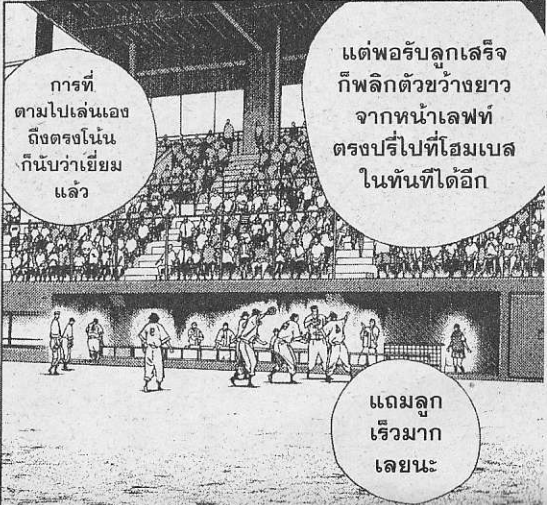 การที่
ตามไปเล่นเอง
ถึงตรงโน้น
ก็นับว่าเยี่ยม
แล้ว
แต่พอรับลูกเสร็จ
ก็พลิกตัวขว้างยาว
จากหน้าเลฟท์
ตรงปรี่ไปที่โฮมเบส
ในทันทีได้อีก
แถมลูก
เร็วมาก
เลยนะ